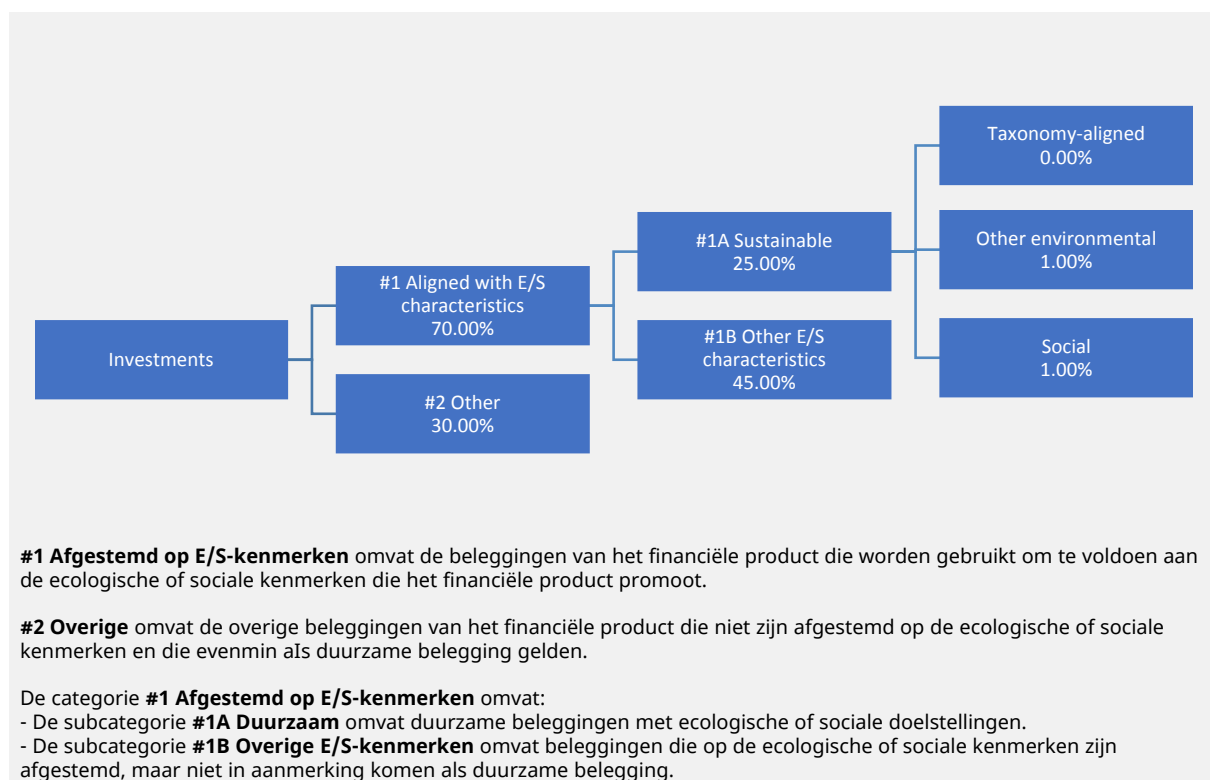 Investments
#1 Aligned with E/S
characteristics
70.00%
#2 Other
30.00%
#1A Sustainable
25.00%
#1B Other E/S
characteristics
45.00%
Taxonomy-aligned
0.00%
Other environmental
1.00%
Social
1.00%
#1 Afgestemd op E/S-kenmerken omvat de beleggingen van het financiële product die worden gebruikt om te voldoen aan
de ecologische of sociale kenmerken die het financiële product promoot.
#2 Overige omvat de overige beleggingen van het financiële product die niet zijn afgestemd op de ecologische of sociale
kenmerken en die evenmin aIs duurzame belegging gelden.
De categorie #1 Afgestemd op E/S-kenmerken omvat:
- De subcategorie #1A Duurzaam omvat duurzame beleggingen met ecologische of sociale doelstellingen.
- De subcategorie #1B Overige E/S-kenmerken omvat beleggingen die op de ecologische of sociale kenmerken zijn
afgestemd, maar niet in aanmerking komen als duurzame belegging.